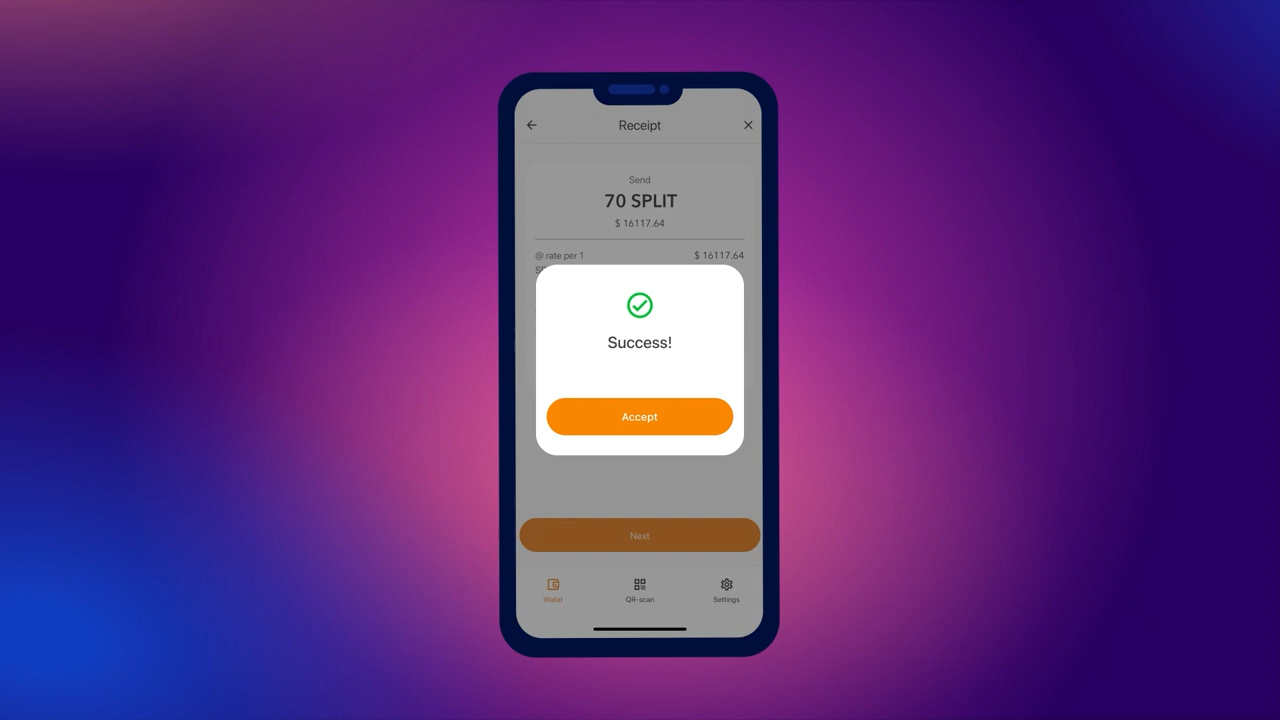 Receipt
Send
70 SPLIT
$ 16117.64
@ rate per 1 $ 16117.64
Success!
Accept
Next
Wallet QR-scan Settings